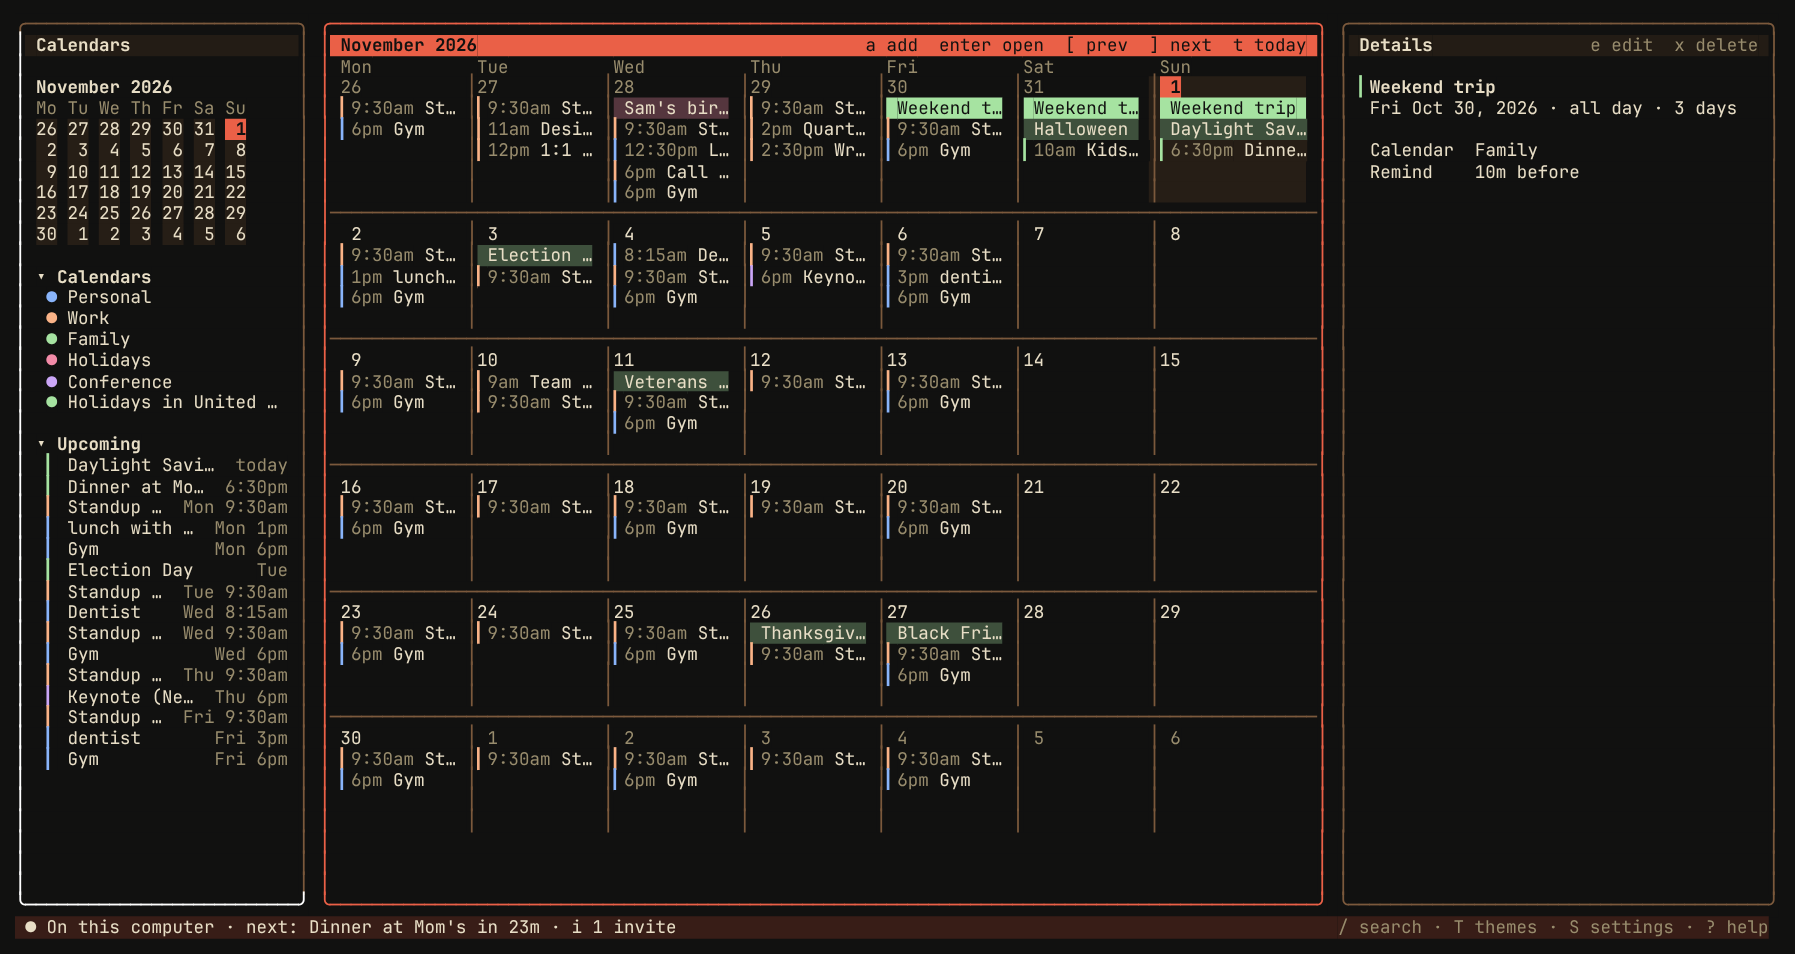 Calendars
November 2026
Mo Tu We Th Fr Sa Su
26 27 28 29 30 31 1
2 3 4 5 6 7 8
9 10 11 12 13 14 15
16 17 18 19 20 21 22
23 24 25 26 27 28 29
30 1 2 3 4 5 6
▾ Calendars
● Personal
● Work
● Family
● Holidays
● Conference
● Holidays in United …
▾ Upcoming
Daylight Savi… today
Dinner at Mo… 6:30pm
Standup … Mon 9:30am
lunch with … Mon 1pm
Gym Mon 6pm
Election Day Tue
Standup … Tue 9:30am
Dentist Wed 8:15am
Standup … Wed 9:30am
Gym Wed 6pm
Standup … Thu 9:30am
Keynote (Ne… Thu 6pm
Standup … Fri 9:30am
dentist Fri 3pm
Gym Fri 6pm
November 2026 a add enter open [ prev ] next t today
Mon Tue Wed Thu Fri Sat Sun
26 27 28 29 30 31 1
9:30am St… 9:30am St… Sam's bir… 9:30am St… Weekend t… Weekend t… Weekend trip
6pm Gym 11am Desi… 9:30am St… 2pm Quart… 9:30am St… Halloween Daylight Sav…
12pm 1:1 … 12:30pm L… 2:30pm Wr… 6pm Gym 10am Kids… 6:30pm Dinne…
6pm Call …
6pm Gym
2 3 4 5 6 7 8
9:30am St… Election … 8:15am De… 9:30am St… 9:30am St…
1pm lunch… 9:30am St… 9:30am St… 6pm Keyno… 3pm denti…
6pm Gym 6pm Gym 6pm Gym
9 10 11 12 13 14 15
9:30am St… 9am Team … Veterans … 9:30am St… 9:30am St…
6pm Gym 9:30am St… 9:30am St… 6pm Gym
6pm Gym
16 17 18 19 20 21 22
9:30am St… 9:30am St… 9:30am St… 9:30am St… 9:30am St…
6pm Gym 6pm Gym 6pm Gym
23 24 25 26 27 28 29
9:30am St… 9:30am St… 9:30am St… Thanksgiv… Black Fri…
6pm Gym 6pm Gym 9:30am St… 9:30am St…
6pm Gym
30 1 2 3 4 5 6
9:30am St… 9:30am St… 9:30am St… 9:30am St… 9:30am St…
6pm Gym 6pm Gym 6pm Gym
Details e edit x delete
Weekend trip
Fri Oct 30, 2026 · all day · 3 days
Calendar Family
Remind 10m before
● On this computer · next: Dinner at Mom's in 23m · i 1 invite
/ search · T themes · S settings · ? help